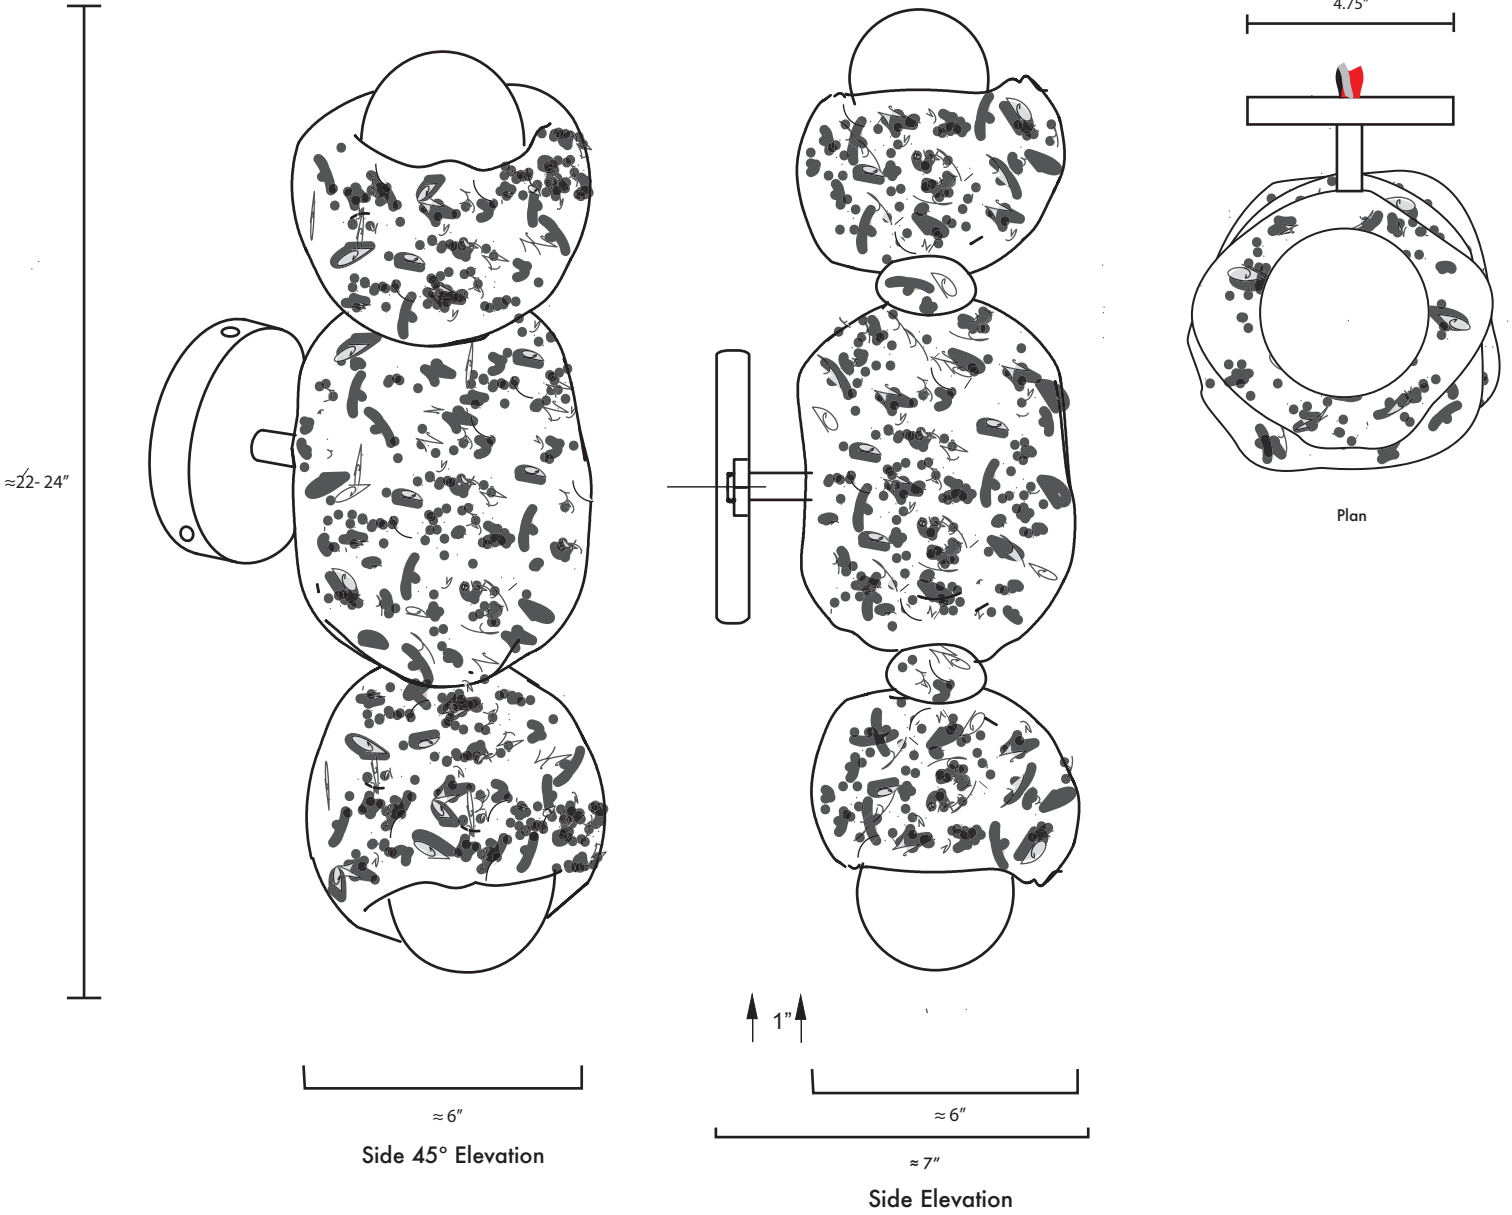 4.75”
≈22- 24”
Plan
1”
≈ 6”
≈ 6”
Side 45° Elevation
≈ 7”
Side Elevation